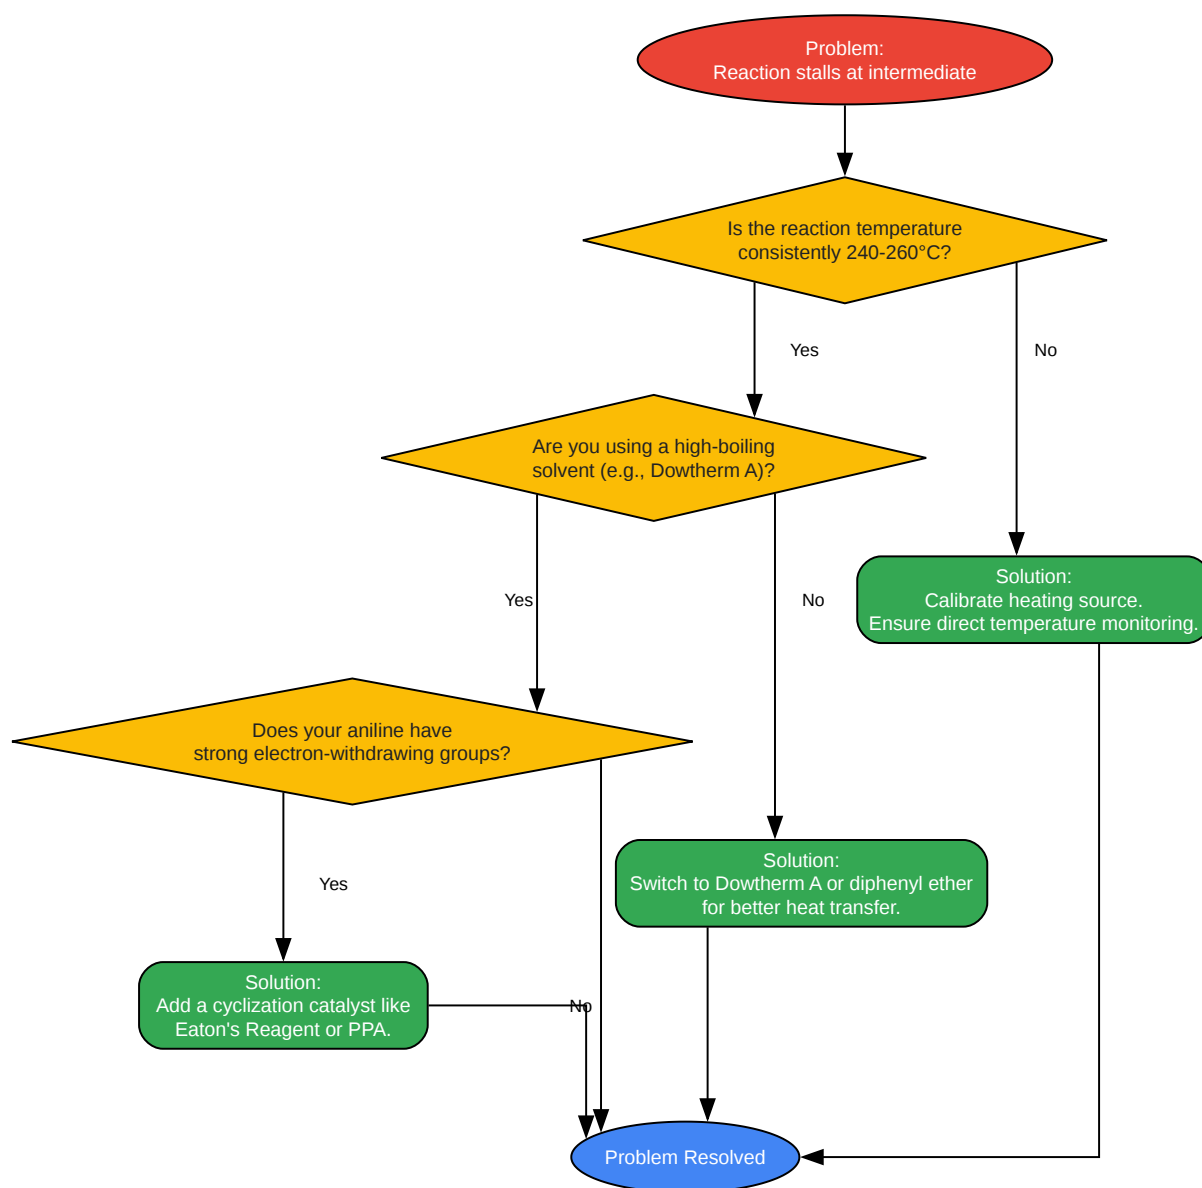 Problem:
Reaction stalls at intermediate
Is the reaction temperature
consistently 240-260°C?
Yes
No
Are you using a high-boiling
solvent (e.g., Dowtherm A)?
Solution:
Calibrate heating source.
Ensure direct temperature monitoring.
Yes
No
Does your aniline have
strong electron-withdrawing groups?
Solution:
Switch to Dowtherm A or diphenyl ether
for better heat transfer.
Yes
Solution:
Add a cyclization catalyst like
Eaton's Reagent or PPA.
No
Problem Resolved